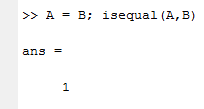 >> A = B; isequal(A,B)
ans =
1